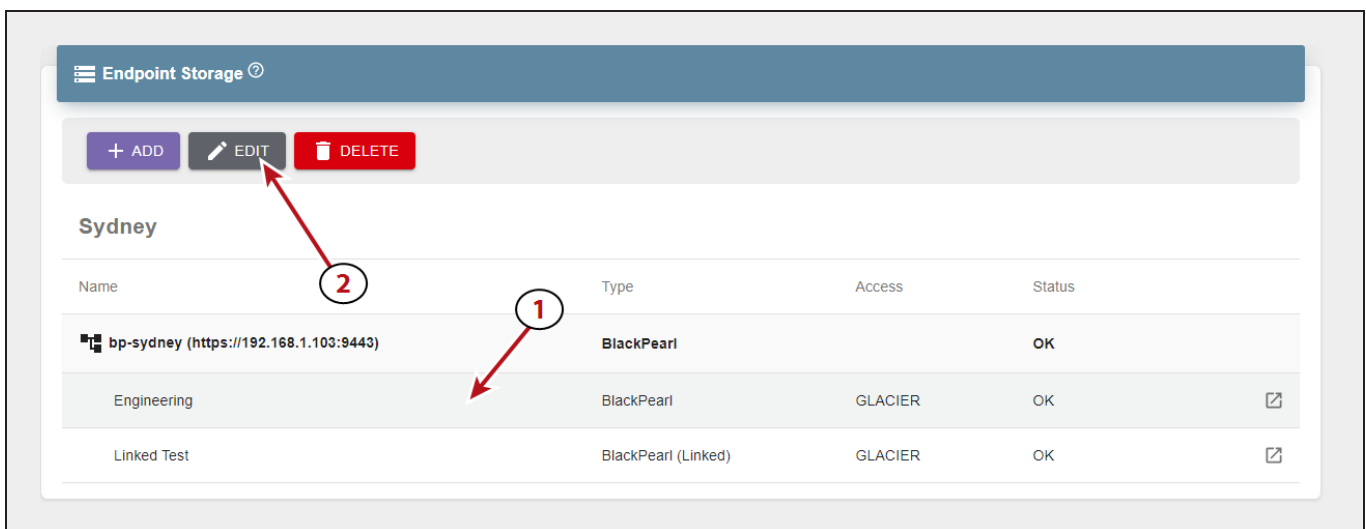 Endpoint Storage ?
+ ADD EDIT DELETE
Sydney
2
1
Name Type Access Status
bp-sydney (https://192.168.1.103:9443) BlackPearl OK
Engineering BlackPearl GLACIER OK
Linked Test BlackPearl (Linked) GLACIER OK